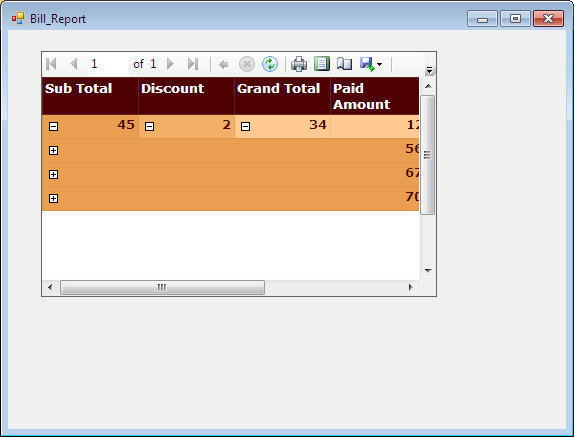 Bill_Report
1 of 1
Sub Total Discount Grand Total Paid Amount
45 2 34 12
56
67
70